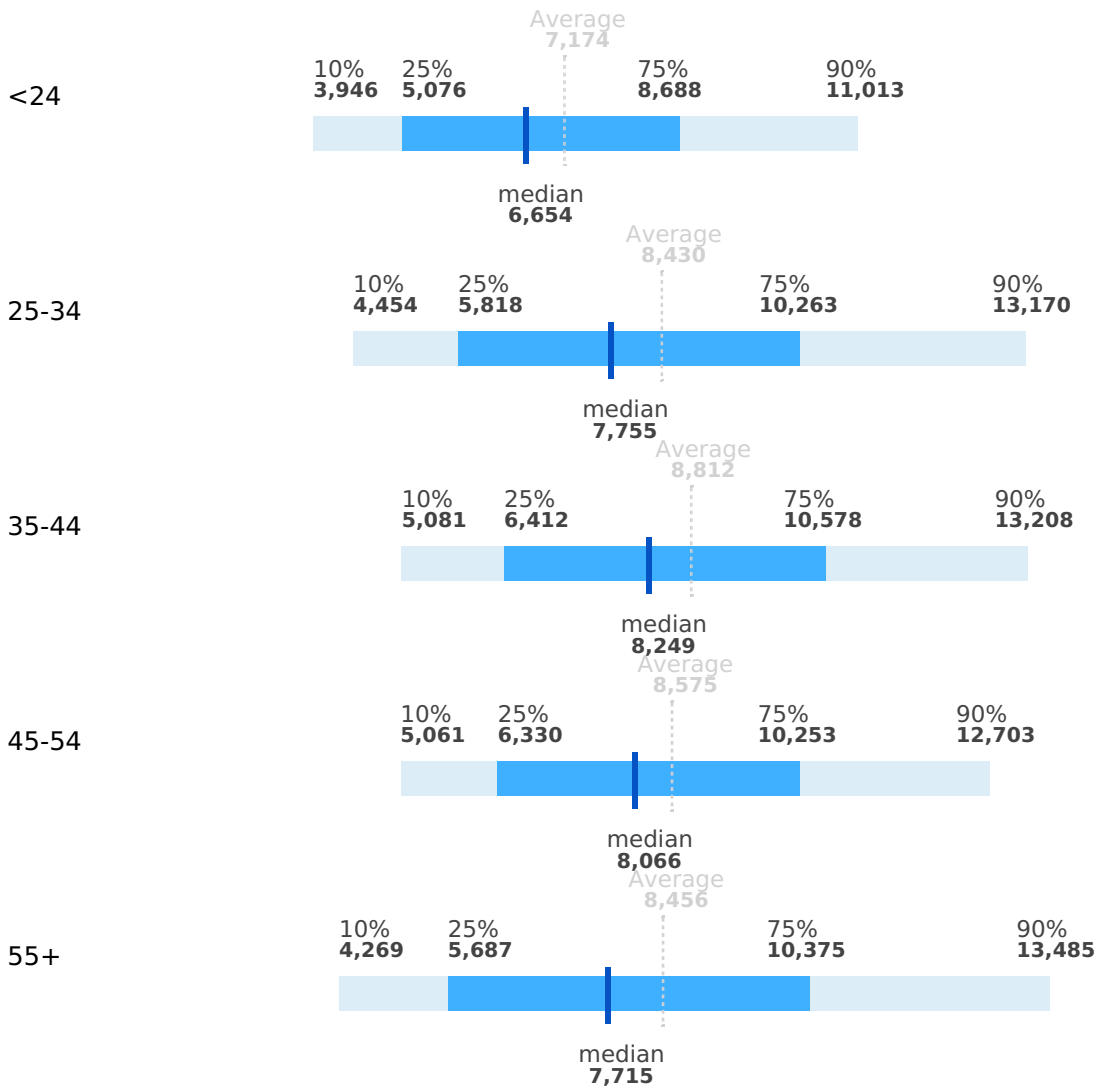 Average
7,174
10% 25% 75% 90%
3,946 5,076 8,688 11,013
<24
median
6,654
Average
8,430
10% 25% 75% 90%
4,454 5,818 10,263 13,170
25-34
median
7,755
Average
8,812
10% 25% 75% 90%
5,081 6,412 10,578 13,208
35-44
median
8,249
Average
8,575
10% 25% 75% 90%
5,061 6,330 10,253 12,703
45-54
median
8,066
Average
8,456
10% 25% 75% 90%
4,269 5,687 10,375 13,485
55+
median
7,715